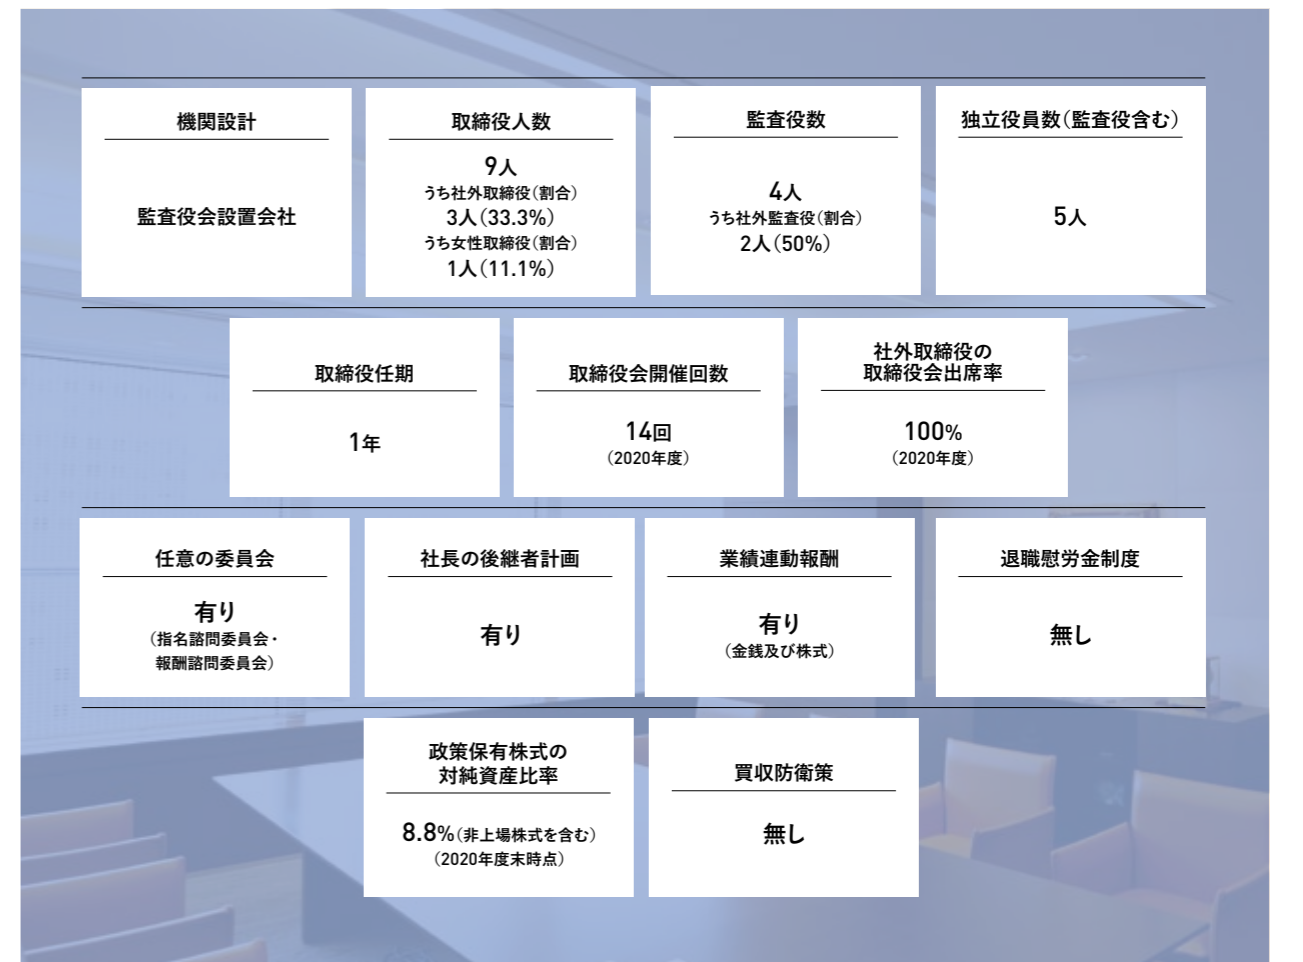 機関設計
監査役会設置会社
取締役人数
9人
うち社外取締役(割合)
3人(33.3%)
うち女性取締役(割合)
1人(11.1%)
監査役数
4人
うち社外監査役(割合)
2人(50%)
独立役員数(監査役含む)
5人
取締役任期
1年
取締役会開催回数
14回
(2020年度)
社外取締役の
取締役会出席率
100%
(2020年度)
任意の委員会
有り
(指名諮問委員会・
報酬諮問委員会)
社長の後継者計画
有り
業績連動報酬
有り
(金銭及び株式)
退職慰労金制度
無し
政策保有株式の
対純資産比率
8.8%(非上場株式を含む)
(2020年度末時点)
買収防衛策
無し